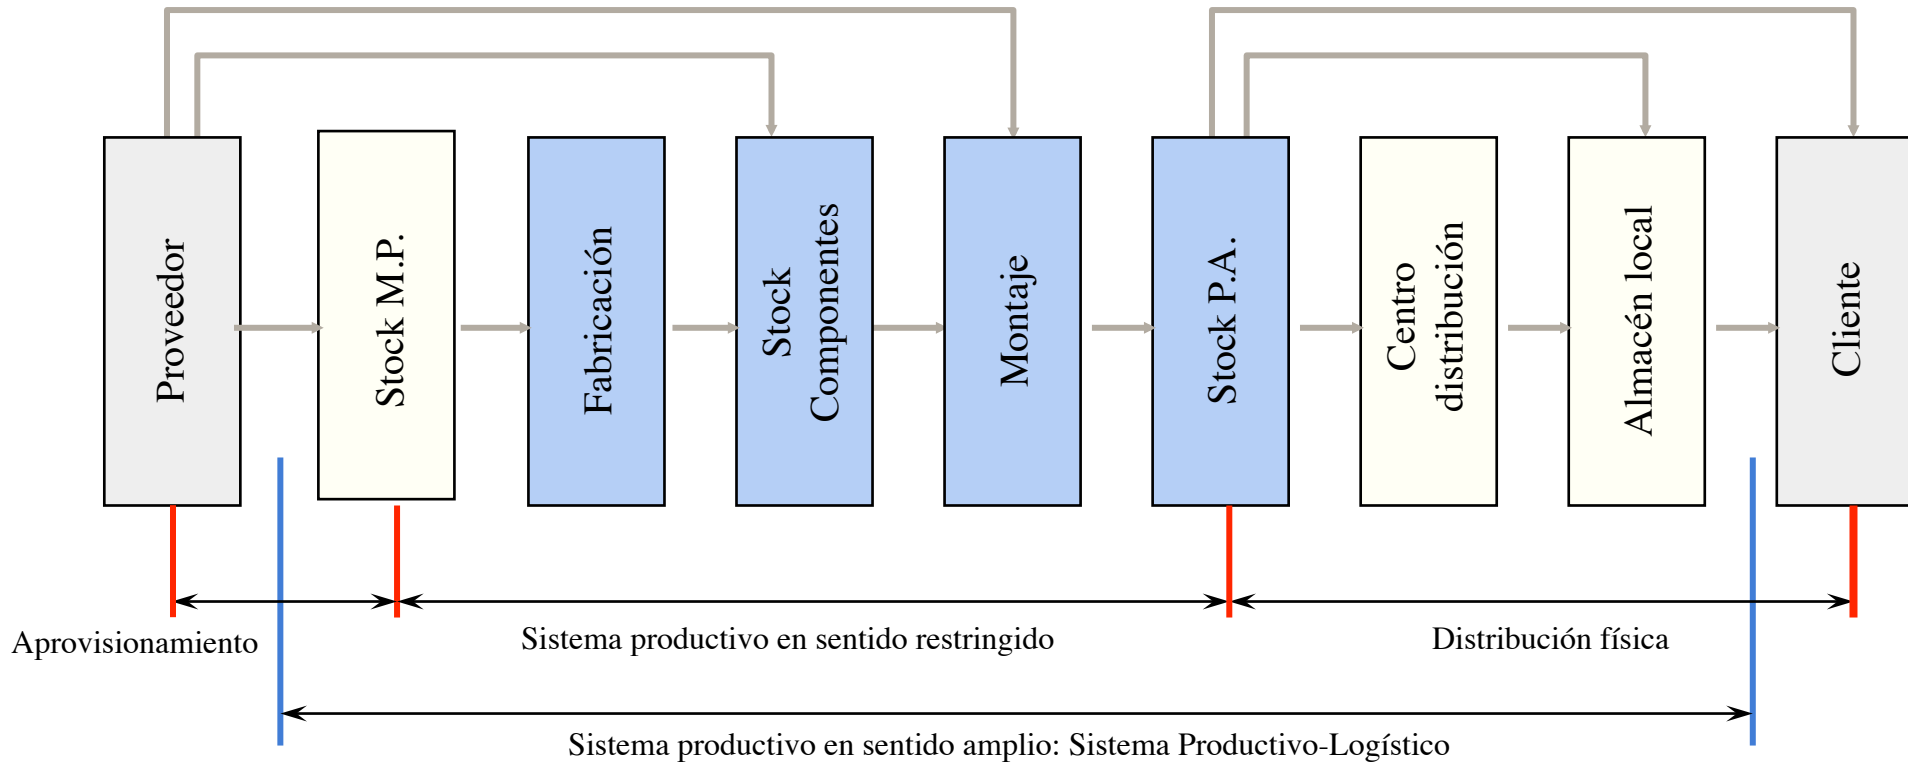 Proveedor
Stock M.P.
Fabricación
Stock
Componentes
Montaje
Stock P.A.
Centro
distribución
Almacén local
Cliente
Aprovisionamiento
Sistema productivo en sentido restringido
Distribución física
Sistema productivo en sentido amplio: Sistema Productivo-Logístico